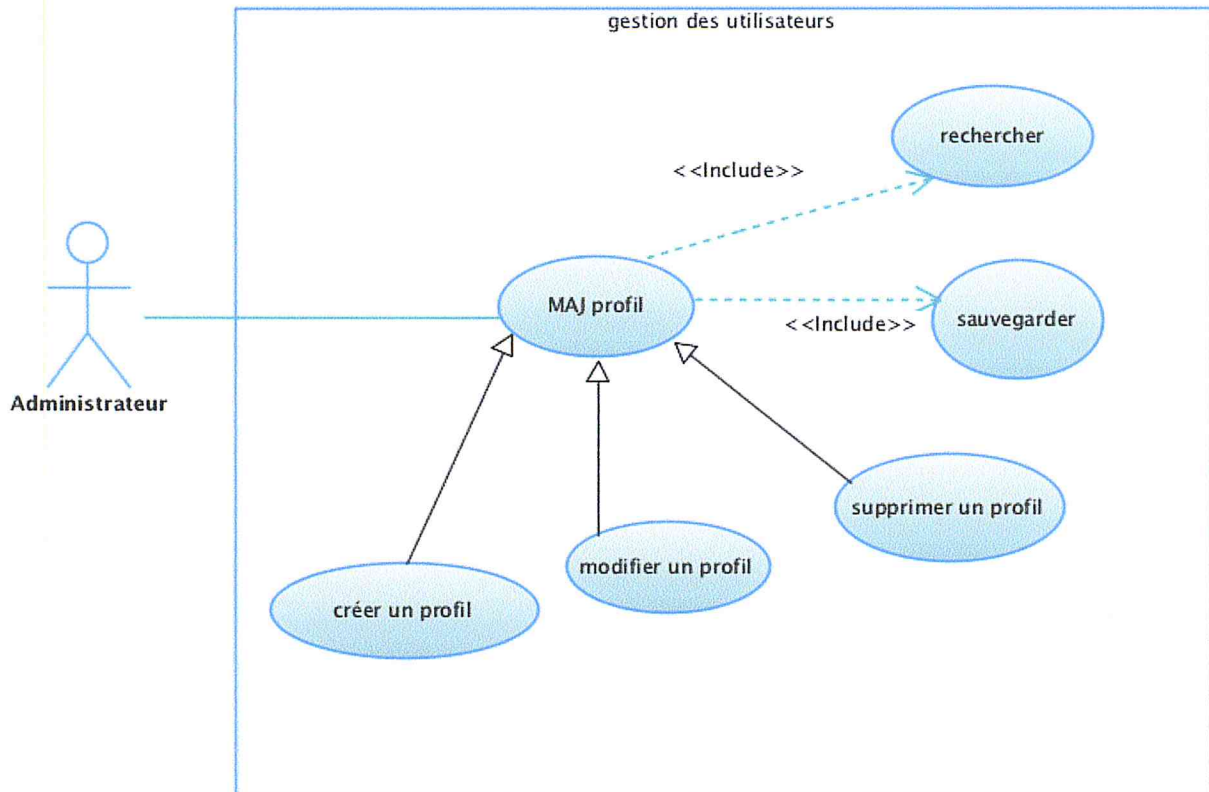 gestion des utilisateurs
rechercher
<<Include>>
MAJ profil
sauvegarder
<<Include>>
Administrateur
supprimer un profil
modifier un profil
créer un profil